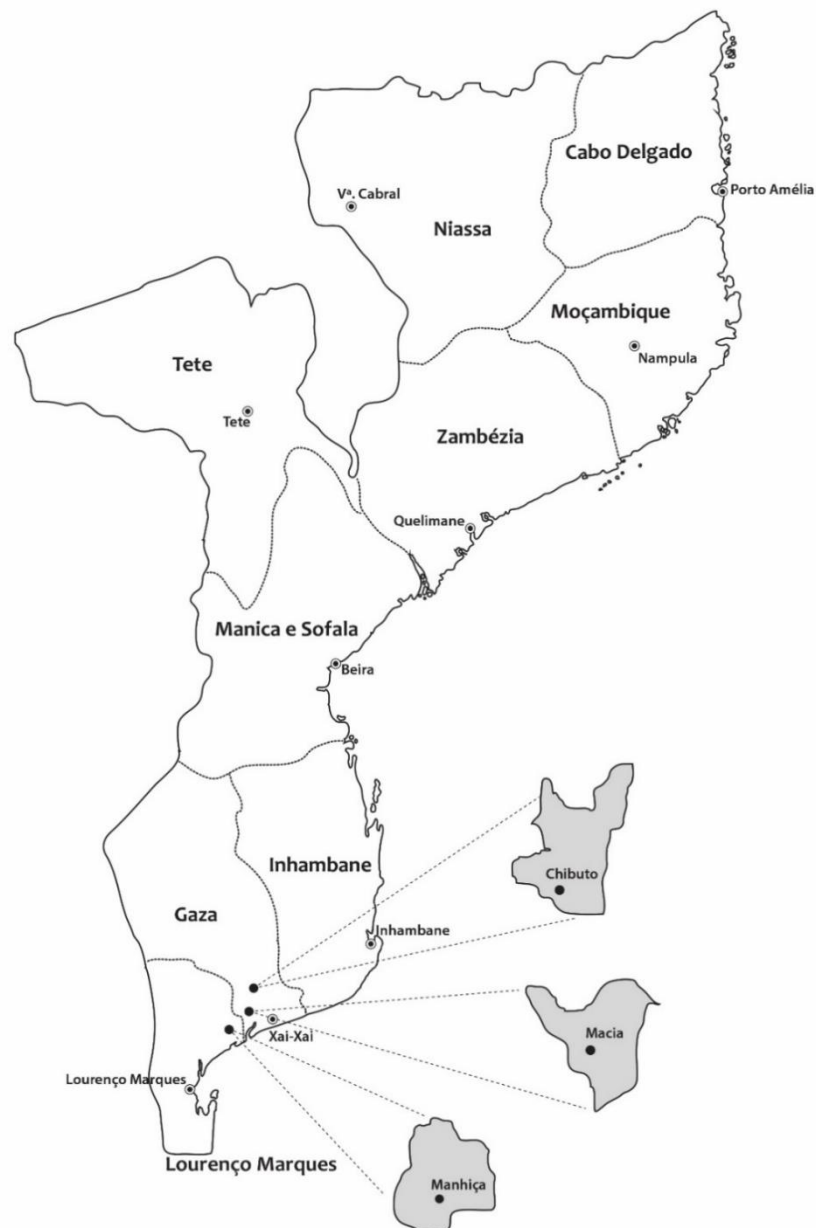 Cabo Delgado
Vª. Cabral
Porto Amélia
Niassa
Moçambique
Nampula
Tete
Tete
Zambézia
Quelimane
Manica e Sofala
Beira
Inhambane
Chibuto
Gaza
Inhambane
Xai-Xai
Macia
Lourenço Marques
Lourenço Marques
Manhiça